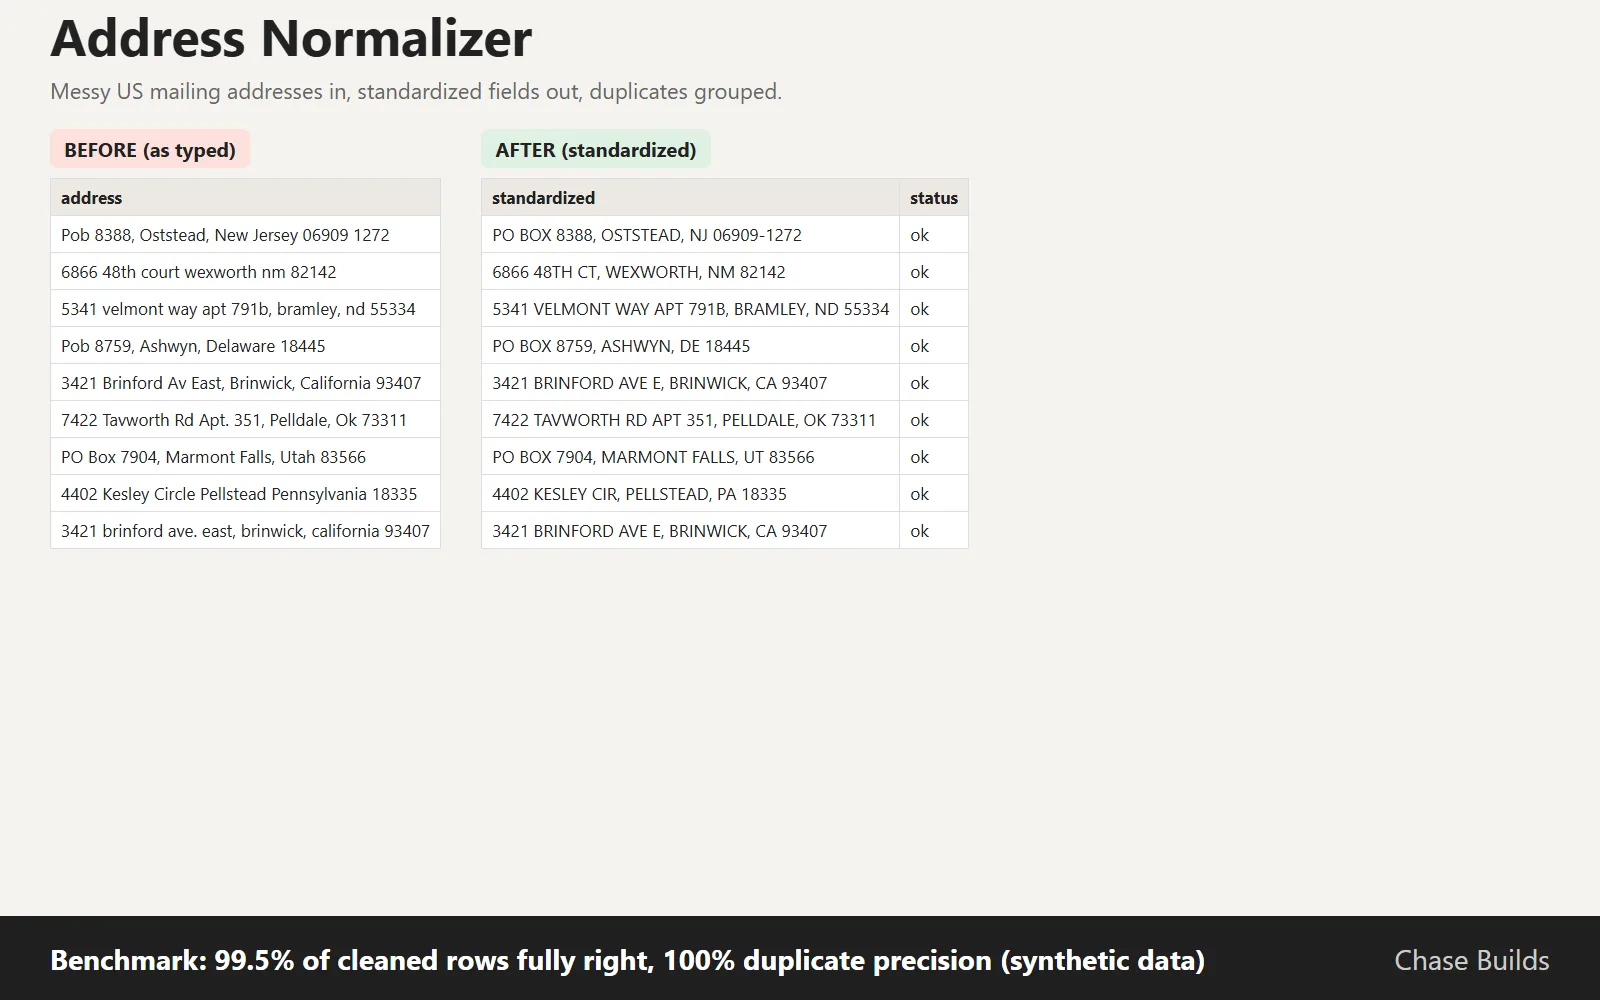 Address Normalizer
Messy US mailing addresses in, standardized fields out, duplicates grouped.
BEFORE (as typed)
address
Pob 8388, Oststead, New Jersey 06909 1272
6866 48th court wexworth nm 82142
5341 velmont way apt 791b, bramley, nd 55334
Pob 8759, Ashwyn, Delaware 18445
3421 Brinford Av East, Brinwick, California 93407
7422 Tavworth Rd Apt. 351, Pelldale, Ok 73311
PO Box 7904, Marmont Falls, Utah 83566
4402 Kesley Circle Pellstead Pennsylvania 18335
3421 brinford ave. east, brinwick, california 93407
AFTER (standardized)
standardized status
PO BOX 8388, OSTSTEAD, NJ 06909-1272 ok
6866 48TH CT, WEXWORTH, NM 82142 ok
5341 VELMONT WAY APT 791B, BRAMLEY, ND 55334 ok
PO BOX 8759, ASHWYN, DE 18445 ok
3421 BRINFORD AVE E, BRINWICK, CA 93407 ok
7422 TAVWORTH RD APT 351, PELLDALE, OK 73311 ok
PO BOX 7904, MARMONT FALLS, UT 83566 ok
4402 KESLEY CIR, PELLSTEAD, PA 18335 ok
3421 BRINFORD AVE E, BRINWICK, CA 93407 ok
Benchmark: 99.5% of cleaned rows fully right, 100% duplicate precision (synthetic data)
Chase Builds